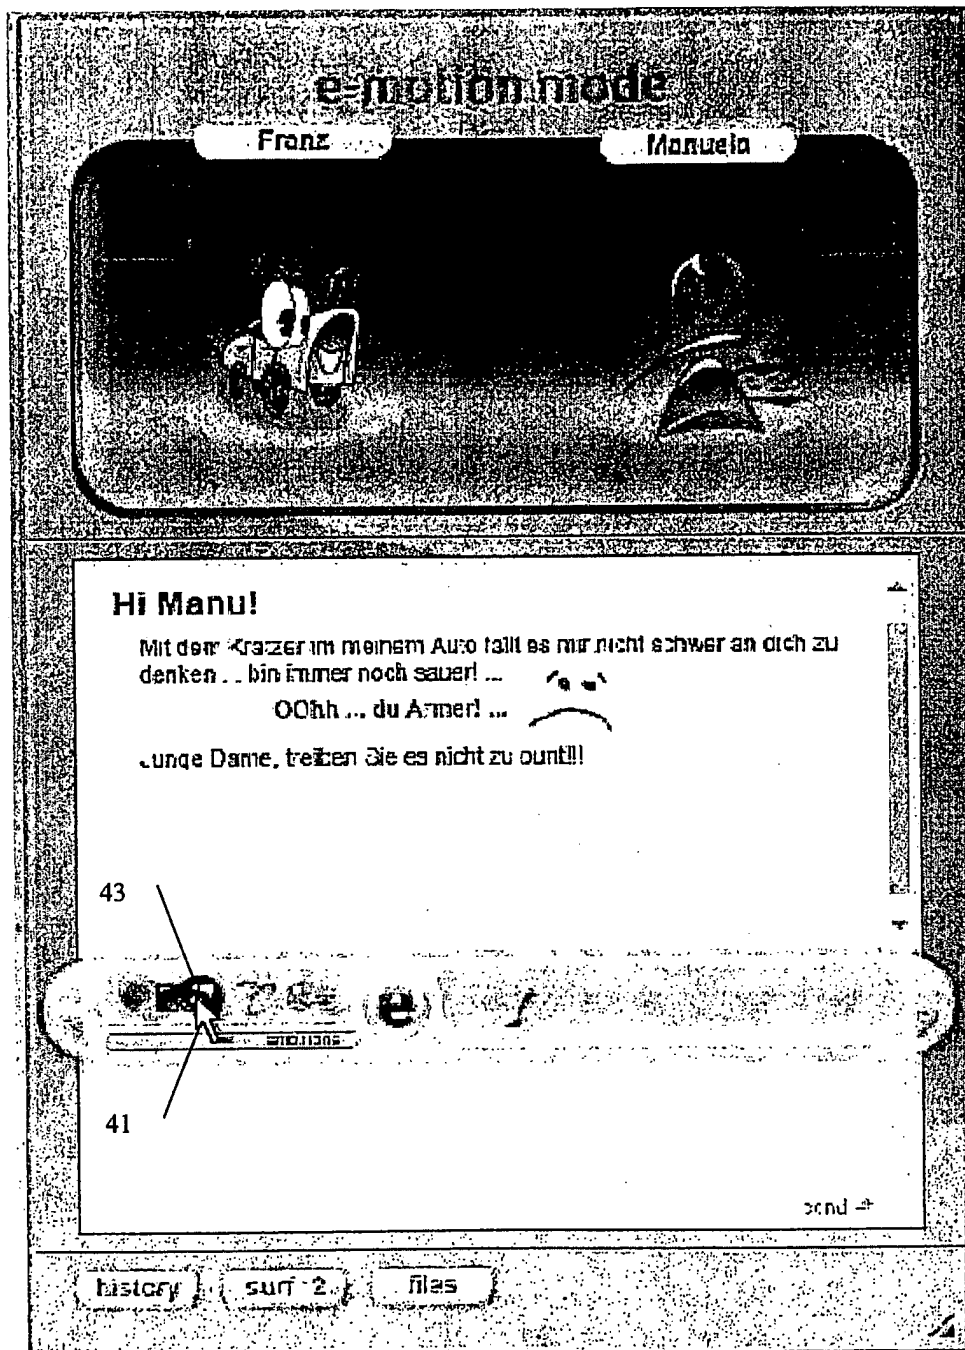 e-motion mode
Franz Manuela
Hi Manu!
Mit dem Kratzer im meinem Auto fällt es mir nicht schwer an dich zu
denken ... bin immer noch sauer! ...
OOhh ... du Armer! ...
Junge Dame, treiben Sie es nicht zu bunt!!!
43
e
emotions
41
send
history surf 2 files